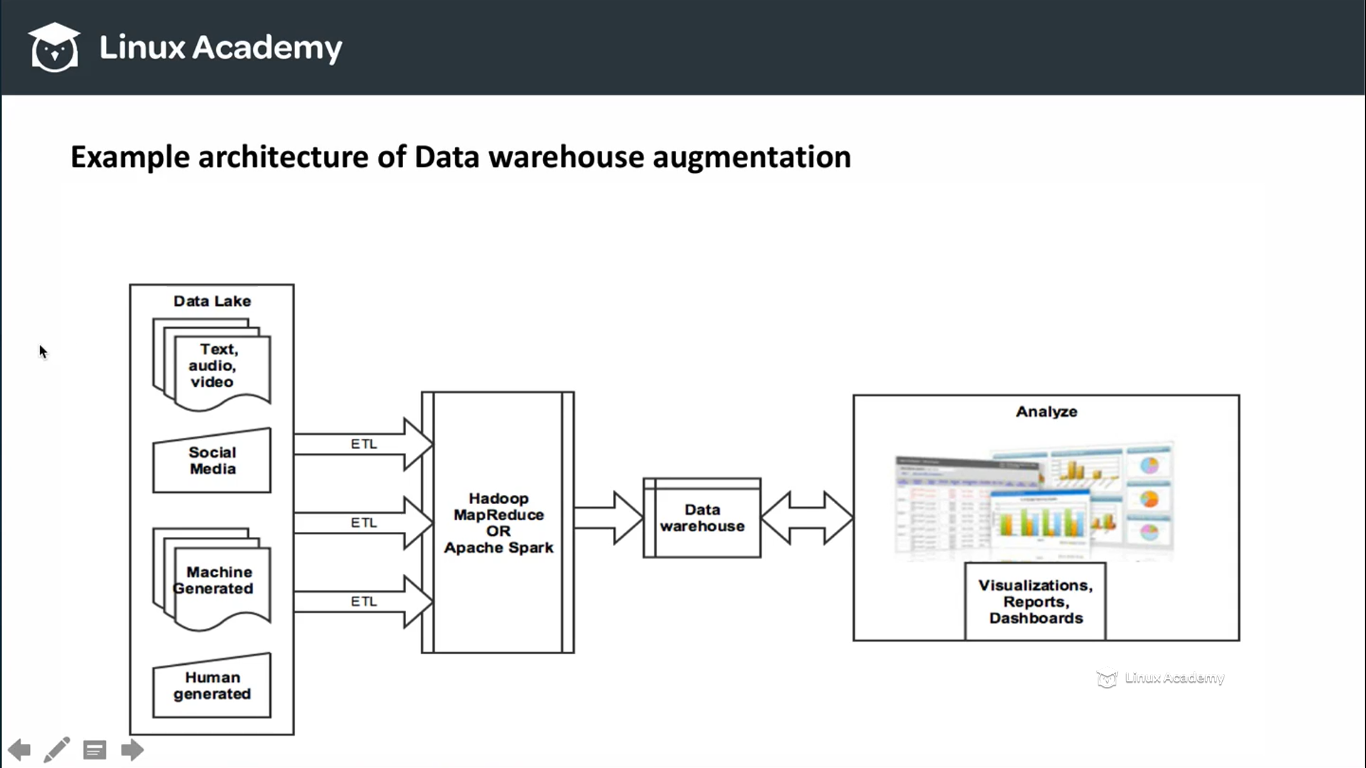 Linux Academy
Example architecture of Data warehouse augmentation
Data Lake
Text,
audio,
video
Social
Media
Machine
Generated
Human
generated
ETL
ETL
ETL
Hadoop
MapReduce
OR
Apache Spark
Data
warehouse
Analyze
Visualizations,
Reports,
Dashboards
Linux Academy